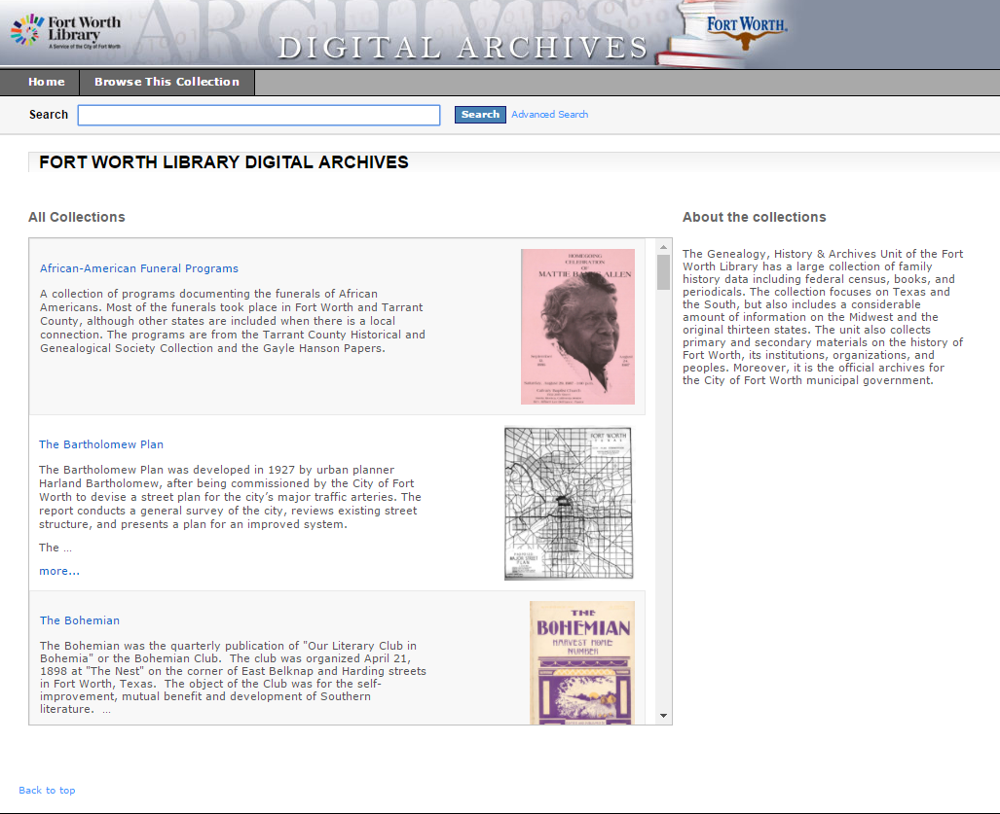 Fort Worth
Library
A Service of the City of Fort Worth
ARCHIVES
DIGITAL ARCHIVES
FORT WORTH
Home
Browse This Collection
Search
Search
Advanced Search
FORT WORTH LIBRARY DIGITAL ARCHIVES
All Collections
African-American Funeral Programs
A collection of programs documenting the funerals of African
Americans. Most of the funerals took place in Fort Worth and Tarrant
County, although other states are included when there is a local
connection. The programs are from the Tarrant County Historical and
Genealogical Society Collection and the Gayle Hanson Papers.
HOMEGOING
CELEBRATION
OF
MATTIE ALLEN
The Bartholomew Plan
The Bartholomew Plan was developed in 1927 by urban planner
Harland Bartholomew, after being commissioned by the City of Fort
Worth to devise a street plan for the city’s major traffic arteries. The
report conducts a general survey of the city, reviews existing street
structure, and presents a plan for an improved system.
The ...
more...
FORT WORTH
TEXAS
MAJOR STREET
PLAN
The Bohemian
The Bohemian was the quarterly publication of "Our Literary Club in
Bohemia" or the Bohemian Club.  The club was organized April 21,
1898 at "The Nest" on the corner of East Belknap and Harding streets
in Fort Worth, Texas.  The object of the Club was for the self-
improvement, mutual benefit and development of Southern
literature.  ...
THE
BOHEMIAN
HARVEST HOME
NUMBER
About the collections
The Genealogy, History & Archives Unit of the Fort
Worth Library has a large collection of family
history data including federal census, books, and
periodicals. The collection focuses on Texas and
the South, but also includes a considerable
amount of information on the Midwest and the
original thirteen states. The unit also collects
primary and secondary materials on the history of
Fort Worth, its institutions, organizations, and
peoples. Moreover, it is the official archives for
the City of Fort Worth municipal government.
Back to top